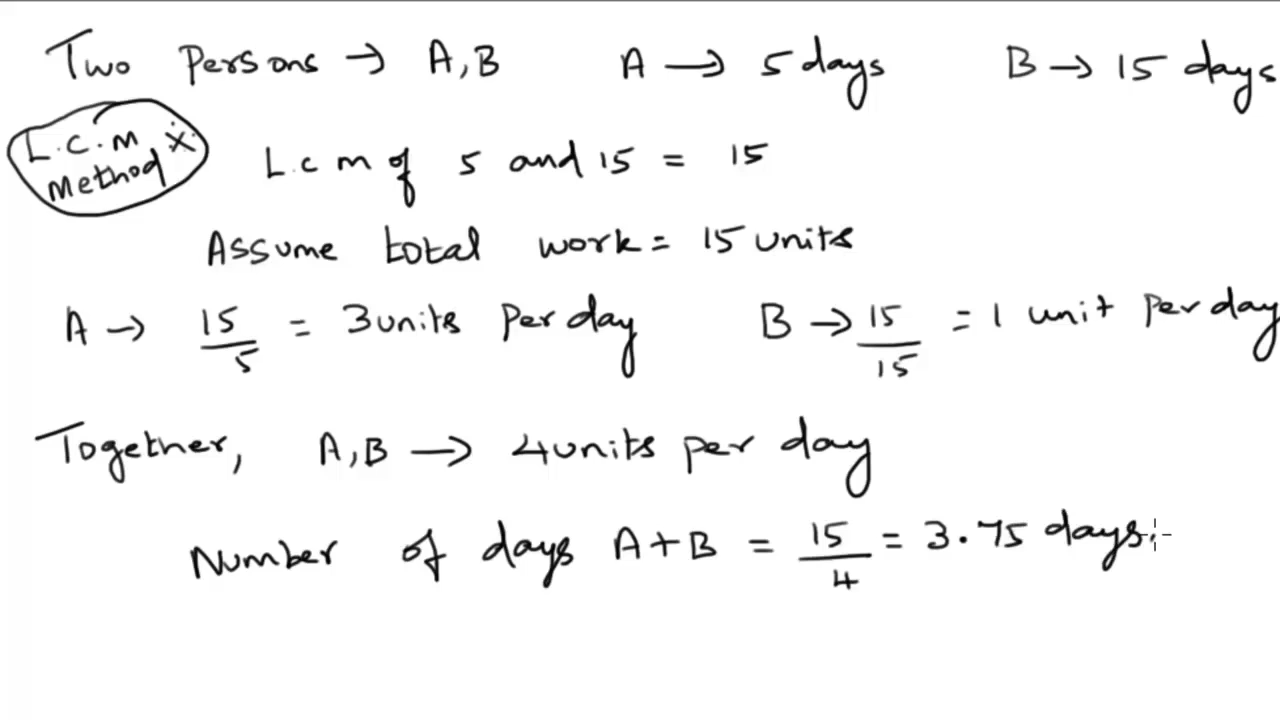 Two Persons → A, B A → 5 days B → 15 days
L.C.M Method
L.C M of 5 and 15 = 15
Assume total work = 15 units
A → 15/5 = 3 units Per day B → 15/15 = 1 unit Per day
Together, A, B → 4 units per day
Number of days A + B = 15/4 = 3.75 days.